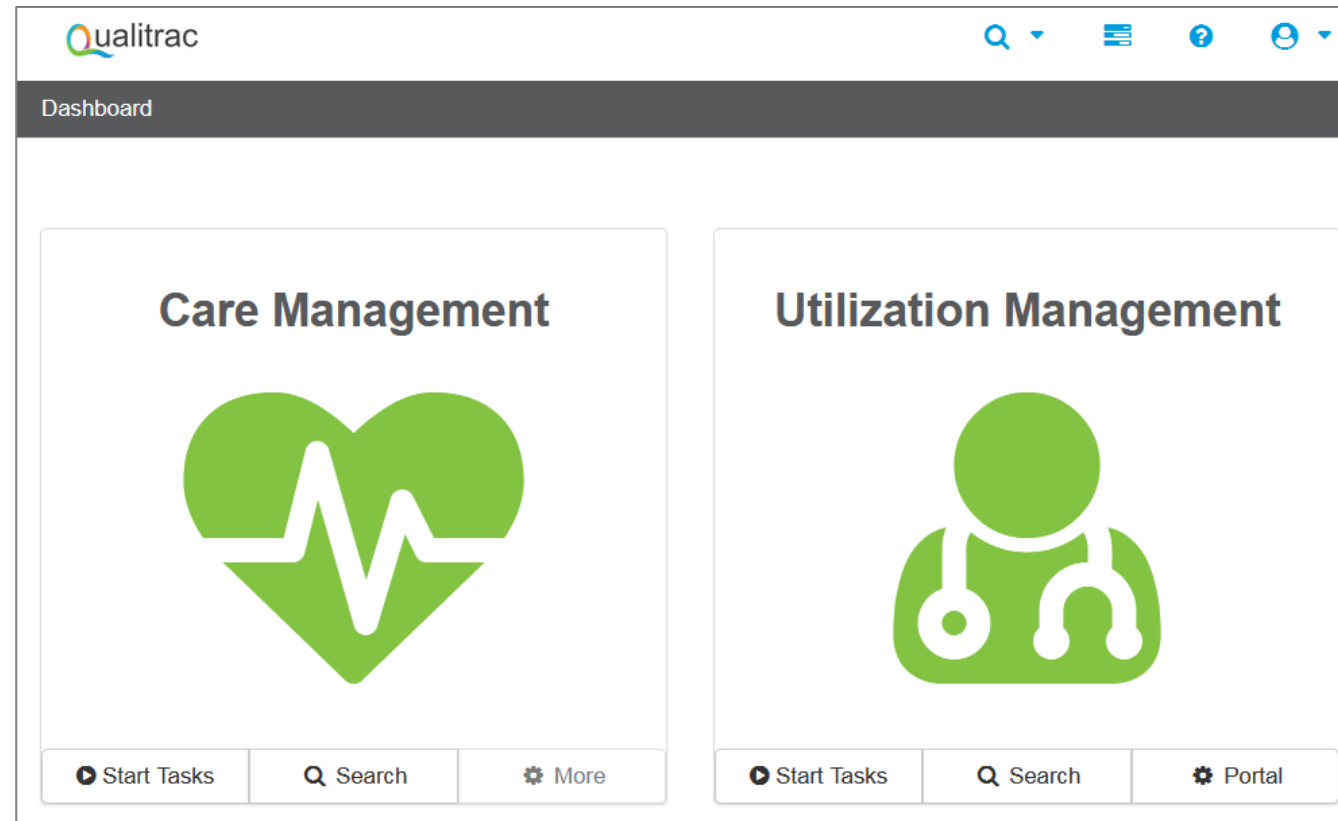 Qualitrac
Dashboard
Care Management
Utilization Management
Start Tasks
Search
More
Start Tasks
Search
Portal